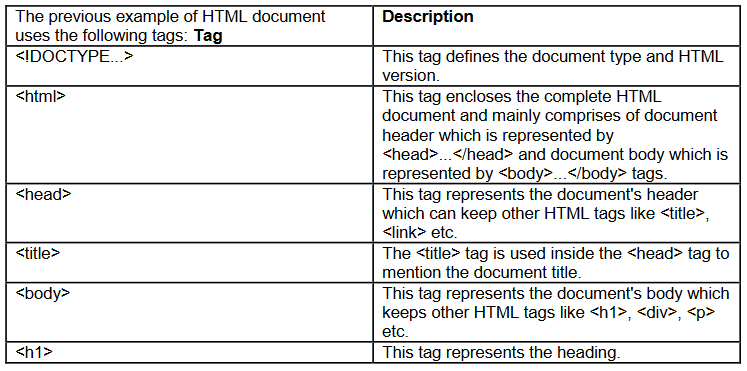 The previous example of HTML document
uses the following tags: Tag
Description
<!DOCTYPE...>
This tag defines the document type and HTML
version.
<html>
This tag encloses the complete HTML
document and mainly comprises of document
header which is represented by
<head>...</head> and document body which is
represented by <body>...</body> tags.
<head>
This tag represents the document's header
which can keep other HTML tags like <title>,
<link> etc.
<title>
The <title> tag is used inside the <head> tag to
mention the document title.
<body>
This tag represents the document's body which
keeps other HTML tags like <h1>, <div>, <p>
etc.
<h1>
This tag represents the heading.